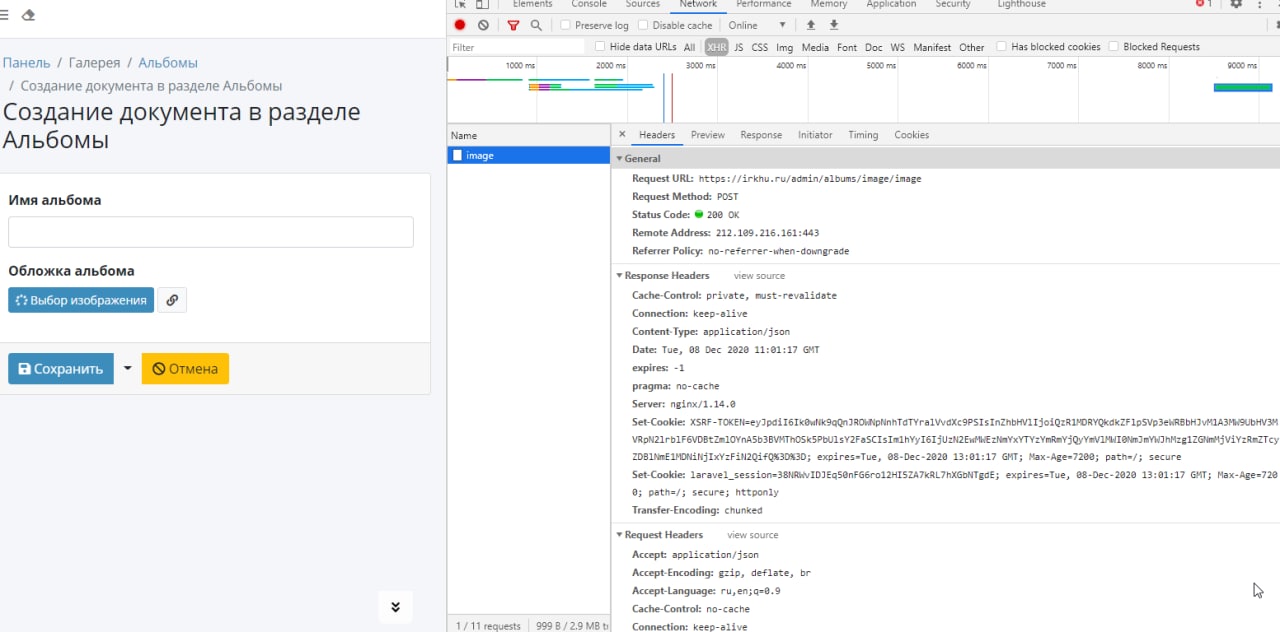 Панель / Галерея / Альбомы
/ Создание документа в разделе Альбомы
Создание документа в разделе
Альбомы
Имя альбома
Обложка альбома
Выбор изображения
Сохранить
Отмена
Elements Console Sources Network Performance Memory Application Security Lighthouse 1
Preserve log Disable cache Online
Filter Hide data URLs All XHR JS CSS Img Media Font Doc WS Manifest Other Has blocked cookies Blocked Requests
1000 ms 2000 ms 3000 ms 4000 ms 5000 ms 6000 ms 7000 ms 8000 ms 9000 ms
Name
image
Headers Preview Response Initiator Timing Cookies
General
Request URL: https://irkhu.ru/admin/albums/image/image
Request Method: POST
Status Code: 200 OK
Remote Address: 212.109.216.161:443
Referrer Policy: no-referrer-when-downgrade
Response Headers view source
Cache-Control: private, must-revalidate
Connection: keep-alive
Content-Type: application/json
Date: Tue, 08 Dec 2020 11:01:17 GMT
expires: -1
pragma: no-cache
Server: nginx/1.14.0
Set-Cookie:
expires=Tue, 08-Dec-2020 13:01:17 GMT; Max-Age=7200; path=/; secure
Set-Cookie: expires=Tue, 08-Dec-2020 13:01:17 GMT; Max-Age=720
0; path=/; secure; httponly
Transfer-Encoding: chunked
Request Headers view source
Accept: application/json
Accept-Encoding: gzip, deflate, br
Accept-Language: ru,en;q=0.9
Cache-Control: no-cache
Connection: keep-alive
1 / 11 requests 999 B / 2.9 MB